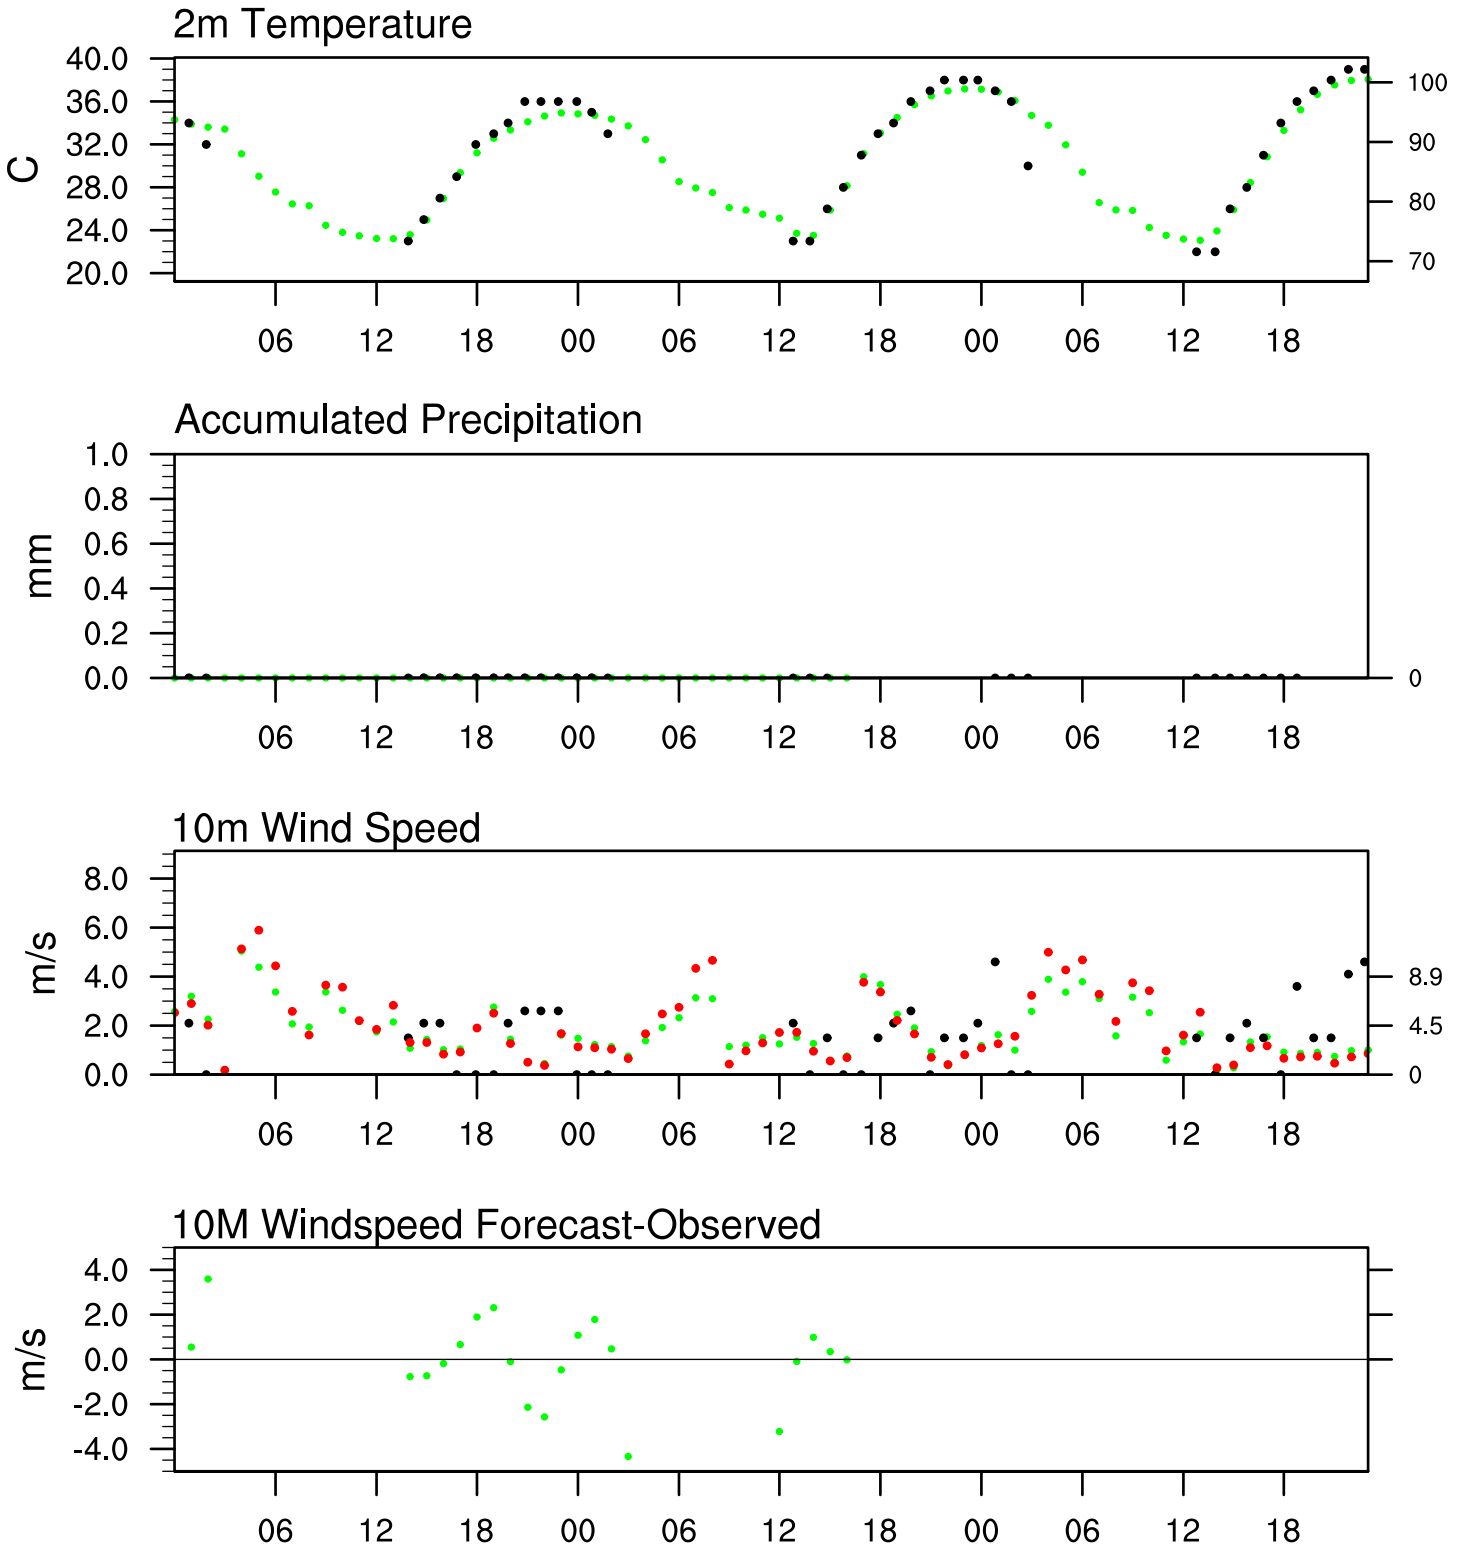 2m Temperature
40.0
36.0
32.0
28.0
24.0
20.0
C
100
90
80
70
06 12 18 00 06 12 18 00 06 12 18
Accumulated Precipitation
1.0
0.8
0.6
0.4
0.2
0.0
mm
0
06 12 18 00 06 12 18 00 06 12 18
10m Wind Speed
8.0
6.0
4.0
2.0
0.0
m/s
8.9
4.5
0
06 12 18 00 06 12 18 00 06 12 18
10M Windspeed Forecast-Observed
4.0
2.0
0.0
-2.0
-4.0
m/s
06 12 18 00 06 12 18 00 06 12 18